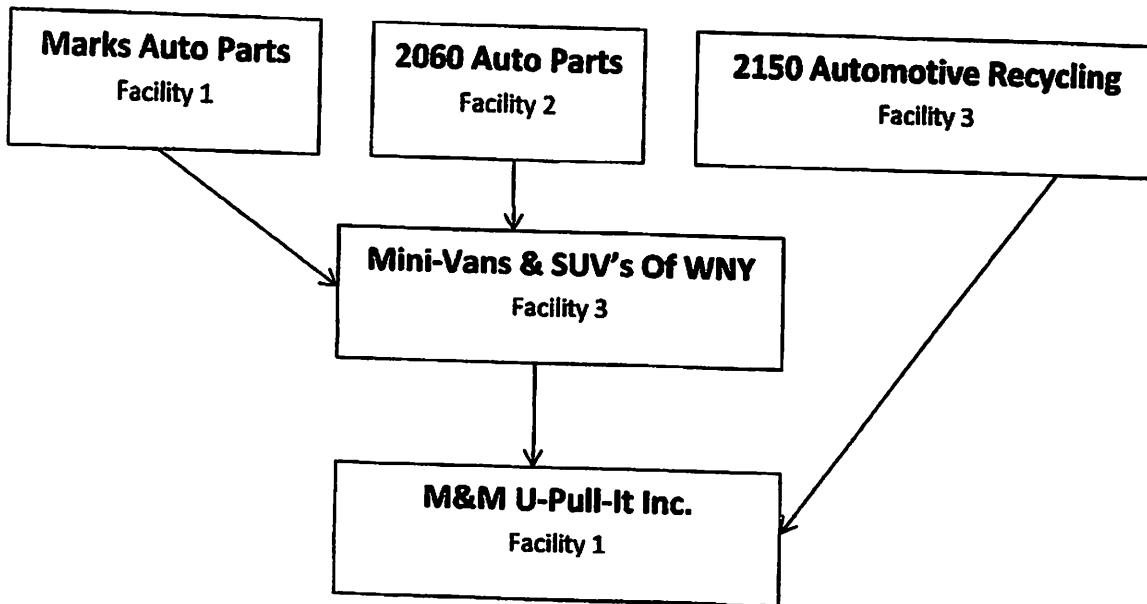 Marks Auto Parts
Facility 1
2060 Auto Parts
Facility 2
2150 Automotive Recycling
Facility 3
Mini-Vans & SUV's Of WNY
Facility 3
M&M U-Pull-It Inc.
Facility 1